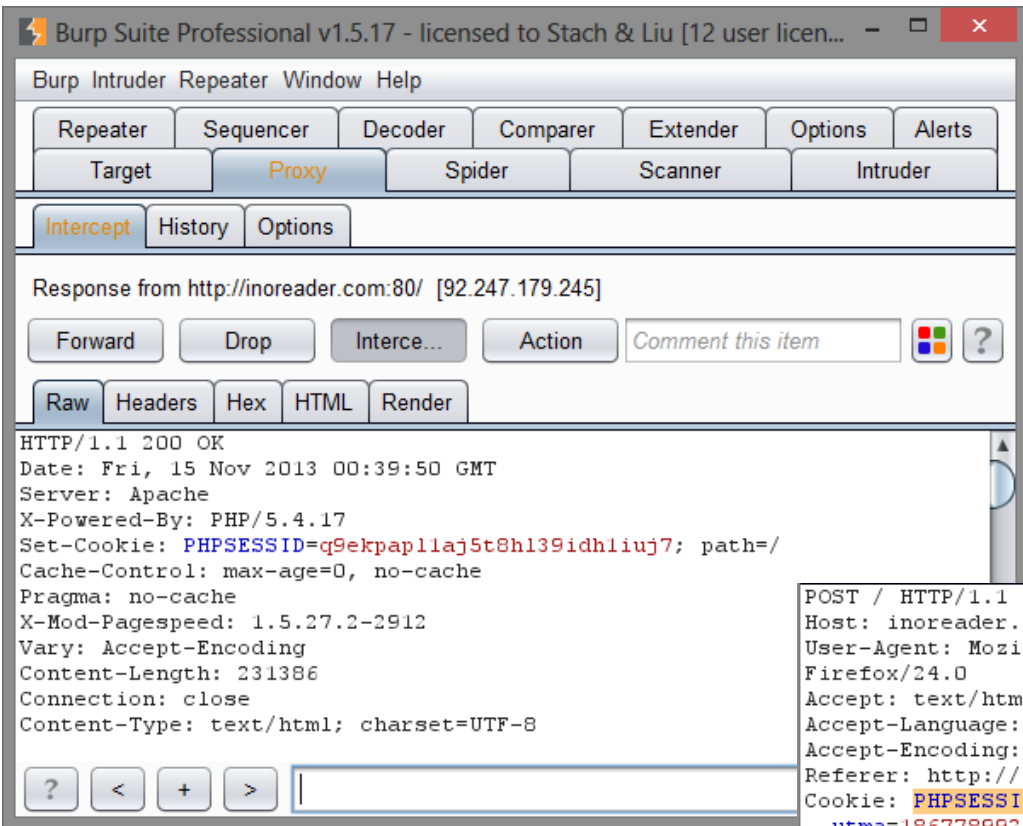 Burp Suite Professional v1.5.17 - licensed to Stach & Liu [12 user licen...
Burp Intruder Repeater Window Help
Repeater Sequencer Decoder Comparer Extender Options Alerts
Target Proxy Spider Scanner Intruder
Intercept History Options
Response from http://inoreader.com:80/ [92.247.179.245]
Forward Drop Interce... Action Comment this item ?
Raw Headers Hex HTML Render
HTTP/1.1 200 OK
Date: Fri, 15 Nov 2013 00:39:50 GMT
Server: Apache
X-Powered-By: PHP/5.4.17
Set-Cookie: PHPSESSID=q9ekpapl1aj5t8hl39idhliuj7; path=/
Cache-Control: max-age=0, no-cache
Pragma: no-cache
X-Mod-Pagespeed: 1.5.27.2-2912
Vary: Accept-Encoding
Content-Length: 231386
Connection: close
Content-Type: text/html; charset=UTF-8
? < + >
POST / HTTP/1.1
Host: inoreader.
User-Agent: Mozi
Firefox/24.0
Accept: text/htm
Accept-Language:
Accept-Encoding:
Referer: http://
Cookie: PHPSESSI